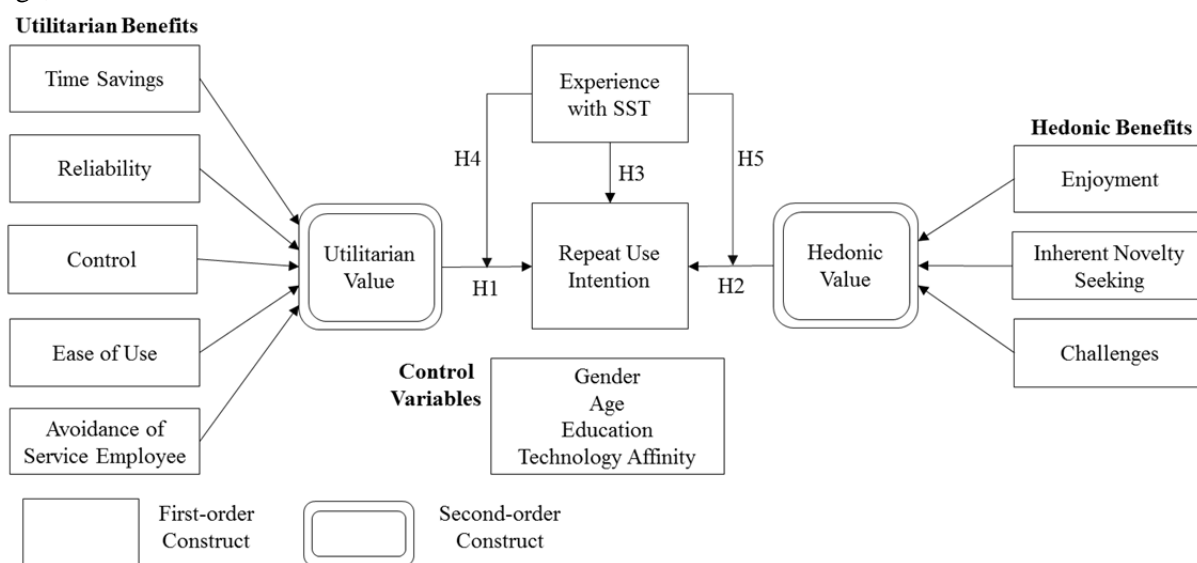 Utilitarian Benefits
Time Savings
Reliability
Control
Ease of Use
Avoidance of
Service Employee
Utilitarian
Value
H1
H4
Experience
with SST
H3
H5
Repeat Use
Intention
H2
Hedonic
Value
Hedonic Benefits
Enjoyment
Inherent Novelty
Seeking
Challenges
Control
Variables
Gender
Age
Education
Technology Affinity
First-order
Construct
Second-order
Construct